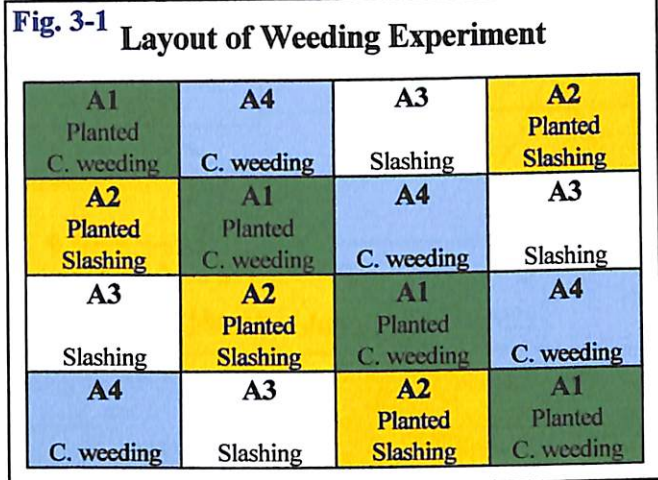 Fig. 3-1
Layout of Weeding Experiment
A1 A4 A3 A2
Planted Planted
C. weeding C. weeding Slashing Slashing
A2 A1 A4 A3
Planted Planted
Slashing C. weeding C. weeding Slashing
A3 A2 A1 A4
Planted Planted
Slashing Slashing C. weeding C. weeding
A4 A3 A2 A1
Planted Planted
C. weeding Slashing Slashing C. weeding